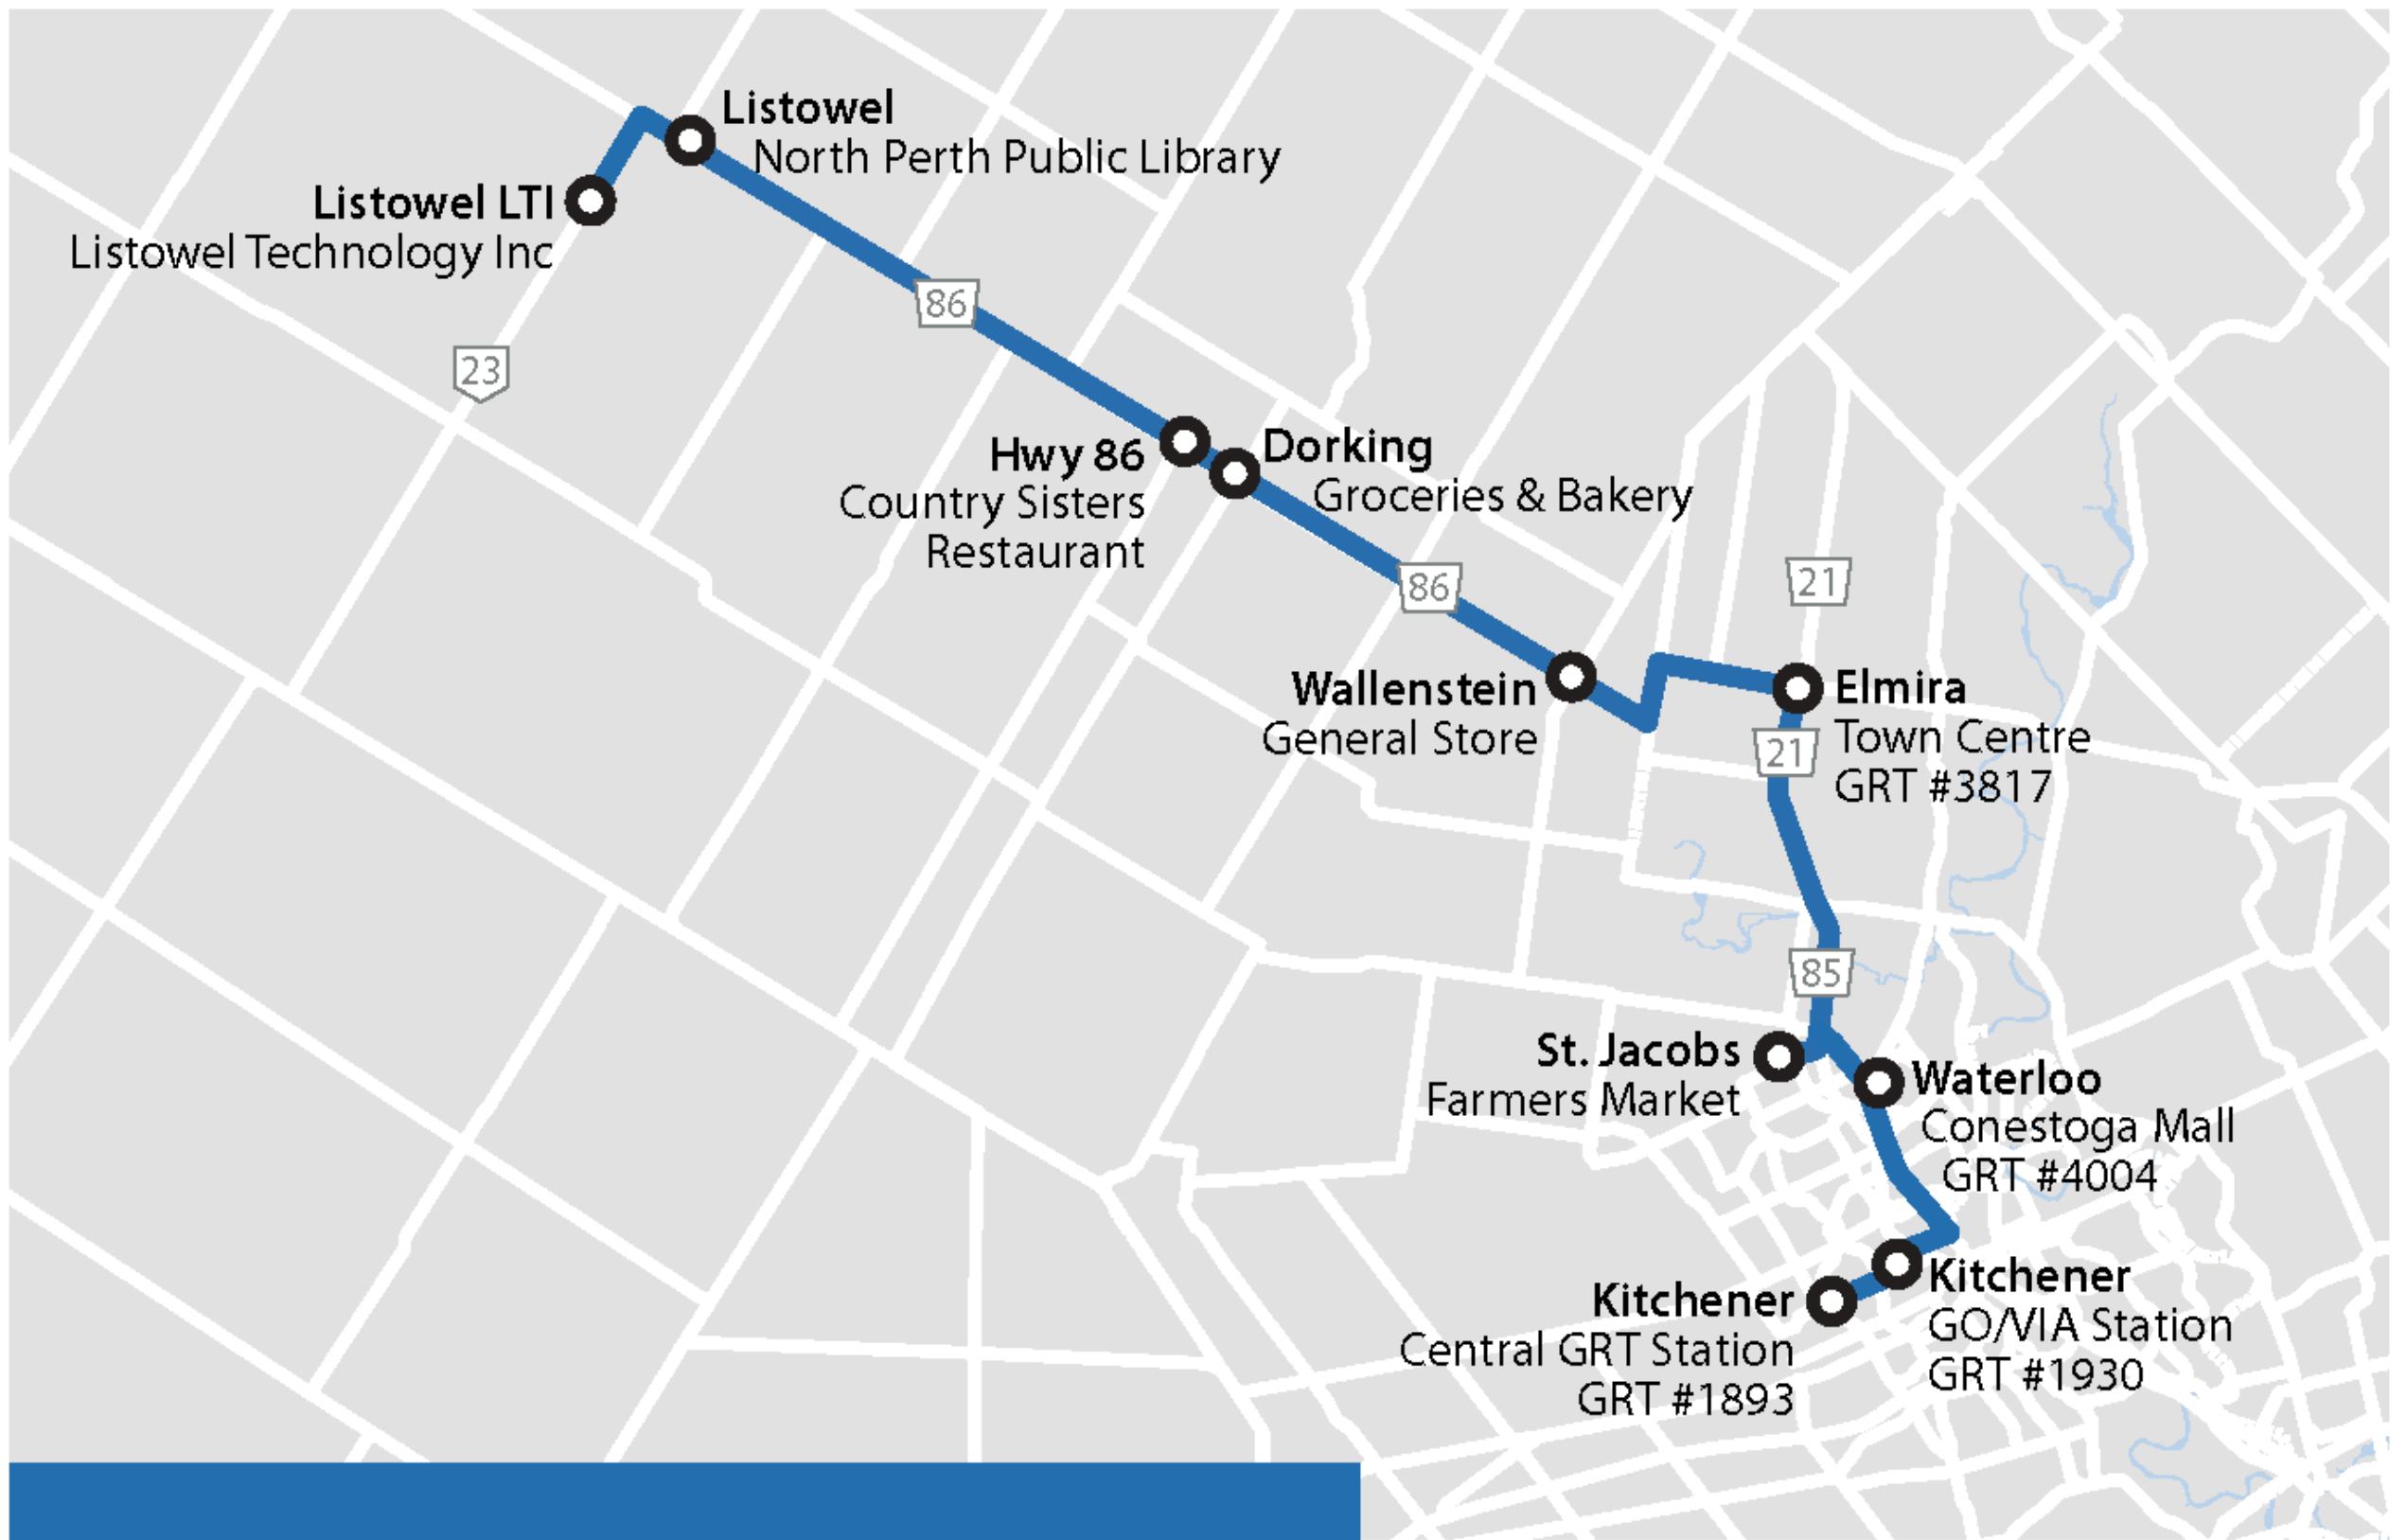 Listowel
North Perth Public Library
Listowel LTI
Listowel Technology Inc
86
23
Hwy 86
Country Sisters
Restaurant
Dorking
Groceries & Bakery
86
21
Wallenstein
General Store
Elmira
Town Centre
GRT #3817
21
85
St. Jacobs
Farmers Market
Waterloo
Conestoga Mall
GRT #4004
Kitchener
GO/VIA Station
GRT #1930
Kitchener
Central GRT Station
GRT #1893